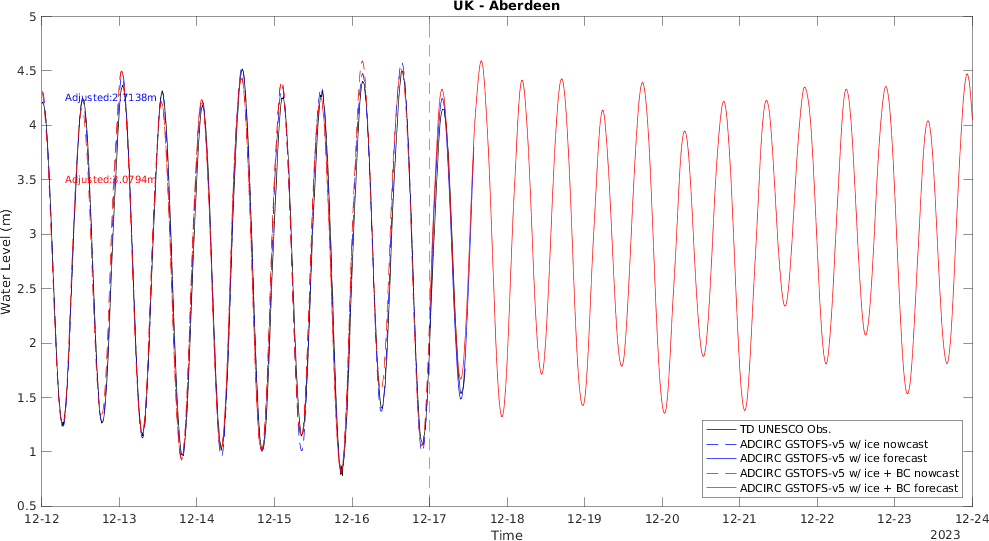 UK - Aberdeen
5
4.5
Adjusted:2.7138m
4
Adjusted:3.0794m
3.5
3
Water Level (m)
2.5
2
1.5
1
0.5
TD UNESCO Obs.
ADCIRC GSTOFS-v5 w/ ice nowcast
ADCIRC GSTOFS-v5 w/ ice forecast
ADCIRC GSTOFS-v5 w/ ice + BC nowcast
ADCIRC GSTOFS-v5 w/ ice + BC forecast
12-12 12-13 12-14 12-15 12-16 12-17 12-18 12-19 12-20 12-21 12-22 12-23 12-24
Time
2023